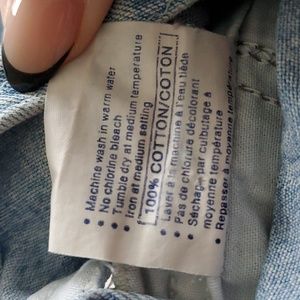 • Machine wash in warm water
• No chlorine bleach
• Tumble dry at medium temperature
• Iron at medium setting
100% COTTON/COTON
• Laver à la machine à l'eau tiède
• Pas de chlorure décolorant
• Séchage par culbutage à
moyenne température
• Repasser à moyenne température